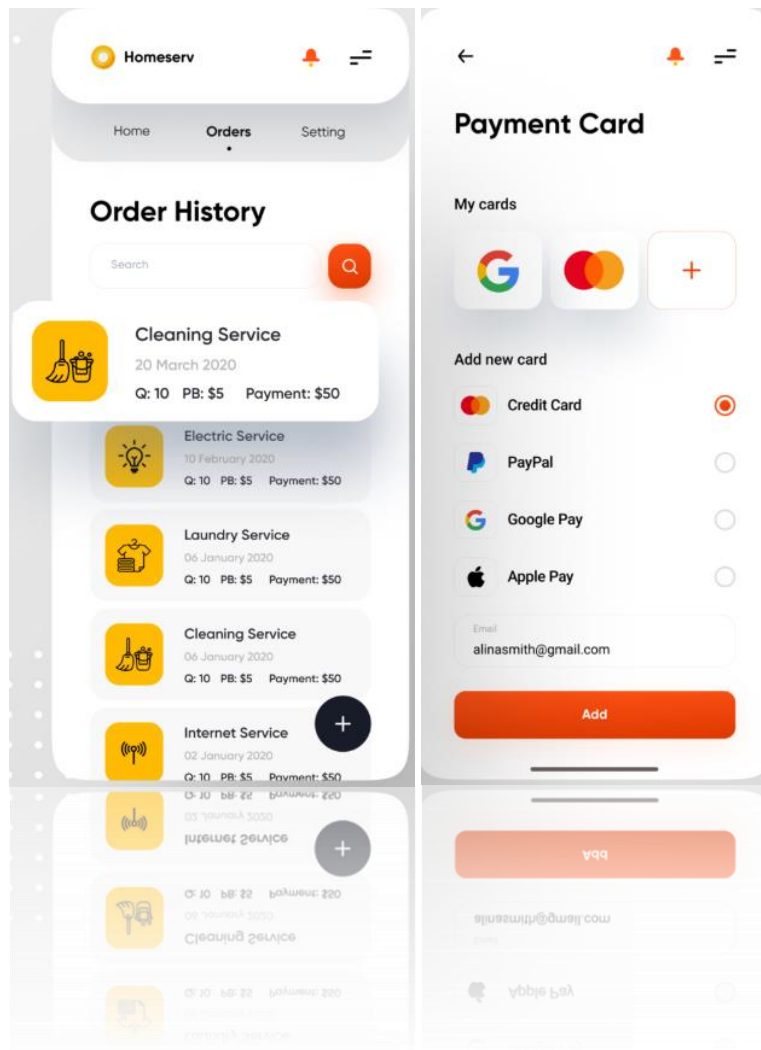 Homeserv
Home Orders Setting
Order History
Search
Cleaning Service
20 March 2020
Q: 10 PB: $5 Payment: $50
Electric Service
10 February 2020
Q: 10 PB: $5 Payment: $50
Laundry Service
06 January 2020
Q: 10 PB: $5 Payment: $50
Cleaning Service
06 January 2020
Q: 10 PB: $5 Payment: $50
Internet Service
02 January 2020
Q: 10 PB: $5 Payment: $50
Payment Card
My cards
Add new card
Credit Card
PayPal
Google Pay
Apple Pay
Email
alinasmith@gmail.com
Add